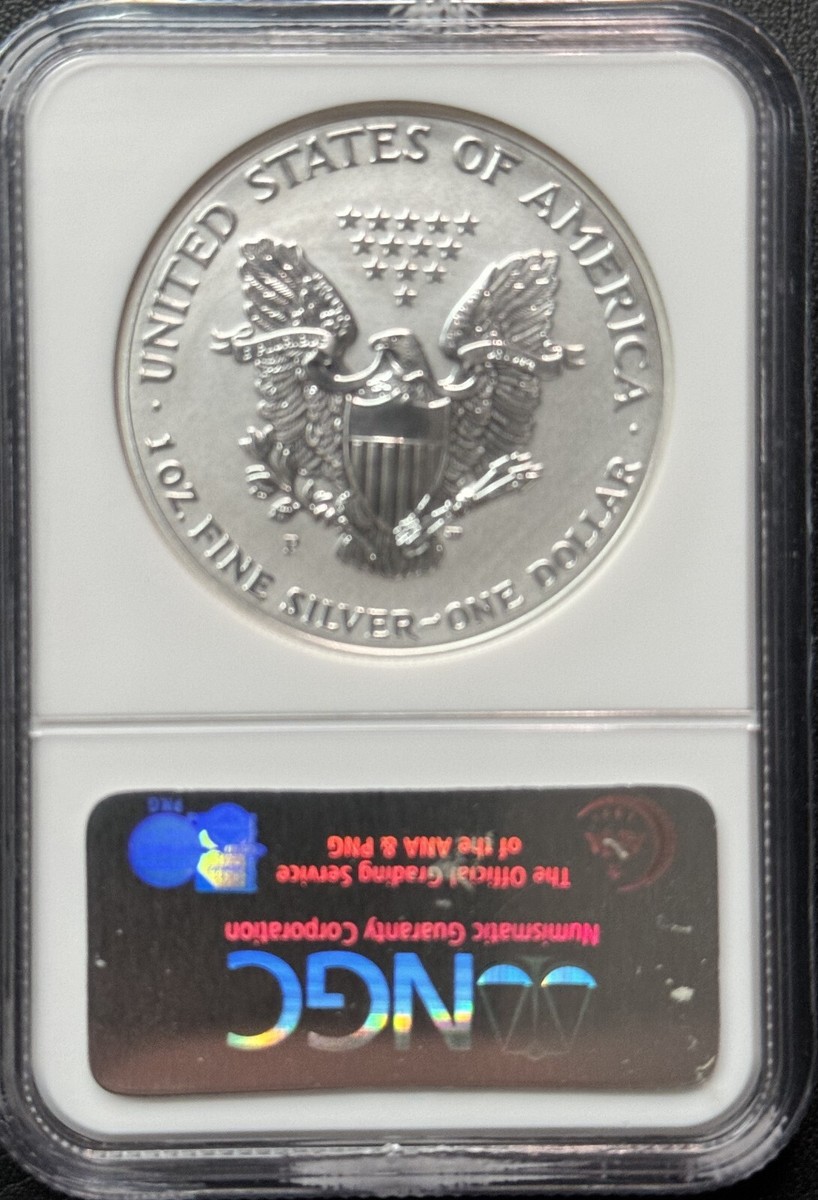 UNITED STATES OF AMERICA
· 1 OZ. FINE SILVER~ONE DOLLAR ·
P
NGC
Numismatic Guaranty Corporation
The Official Grading Service
of the ANA & PNG
PNG